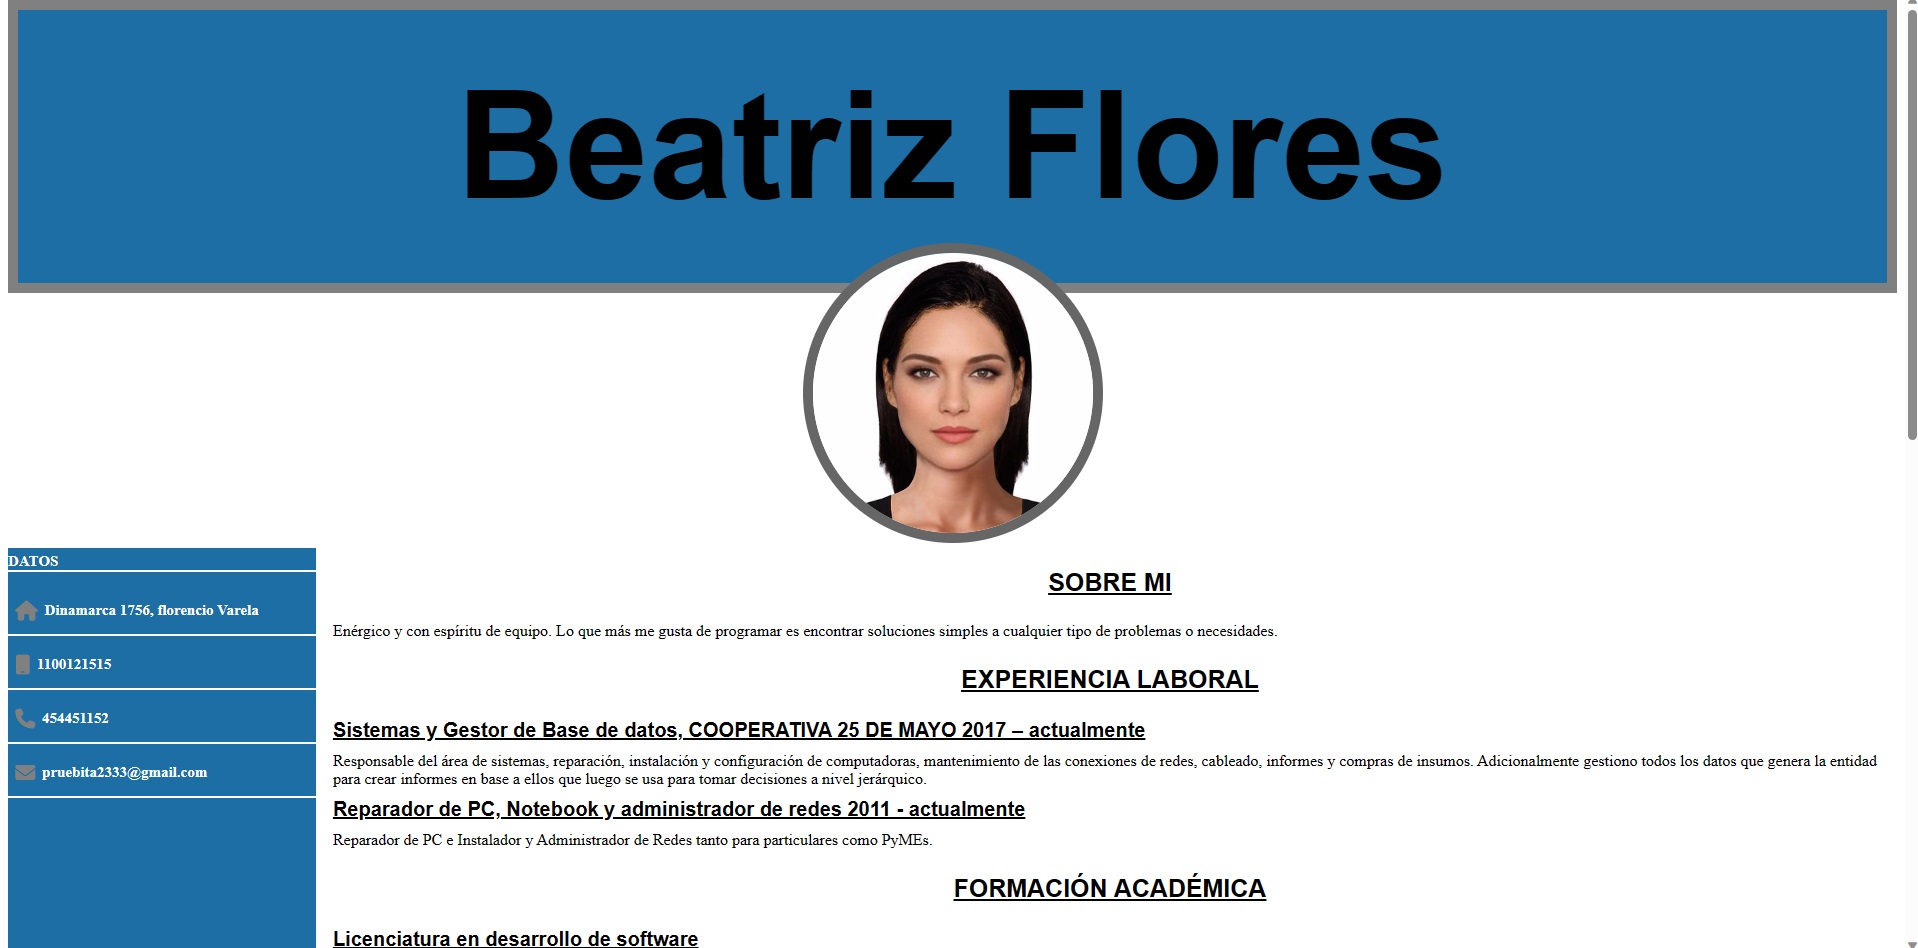 Beatriz Flores
DATOS
Dinamarca 1756, florencio Varela
1100121515
454451152
pruebita2333@gmail.com
SOBRE MI
Enérgico y con espíritu de equipo. Lo que más me gusta de programar es encontrar soluciones simples a cualquier tipo de problemas o necesidades.
EXPERIENCIA LABORAL
Sistemas y Gestor de Base de datos, COOPERATIVA 25 DE MAYO 2017 – actualmente
Responsable del área de sistemas, reparación, instalación y configuración de computadoras, mantenimiento de las conexiones de redes, cableado, informes y compras de insumos. Adicionalmente gestiono todos los datos que genera la entidad
para crear informes en base a ellos que luego se usa para tomar decisiones a nivel jerárquico.
Reparador de PC, Notebook y administrador de redes 2011 - actualmente
Reparador de PC e Instalador y Administrador de Redes tanto para particulares como PyMEs.
FORMACIÓN ACADÉMICA
Licenciatura en desarrollo de software